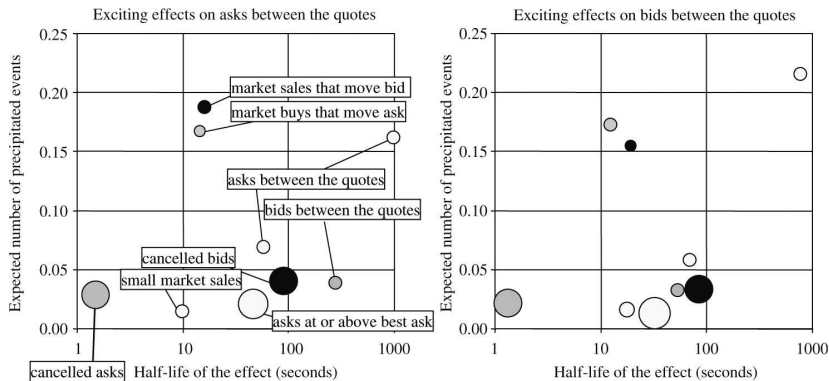 Exciting effects on asks between the quotes
Expected number of precipitated events
0.25
0.20
0.15
0.10
0.05
0.00
market sales that move bid
market buys that move ask
asks between the quotes
bids between the quotes
cancelled bids
small market sales
asks at or above best ask
cancelled asks
1
10
100
1000
Half-life of the effect (seconds)
Exciting effects on bids between the quotes
Expected number of precipitated events
0.25
0.20
0.15
0.10
0.05
0.00
1
10
100
1000
Half-life of the effect (seconds)